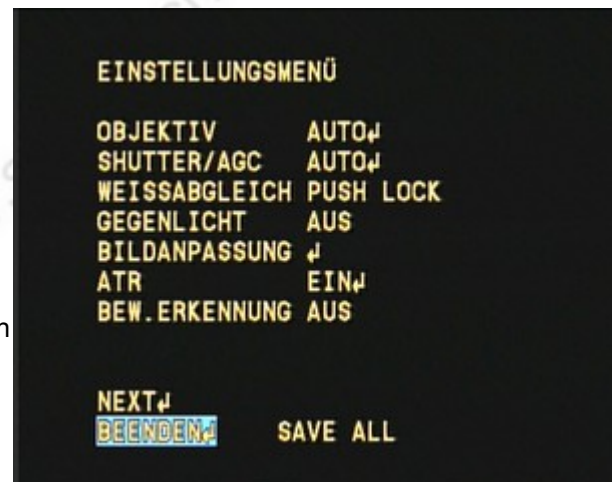 EINSTELLUNGSMENÜ
OBJEKTIV AUTO↵
SHUTTER/AGC AUTO↵
WEISSABGLEICH PUSH LOCK
GEGENLICHT AUS
BILDANPASSUNG ↵
ATR EIN↵
BEW.ERKENNUNG AUS
NEXT↵
BEENDEN↵ SAVE ALL